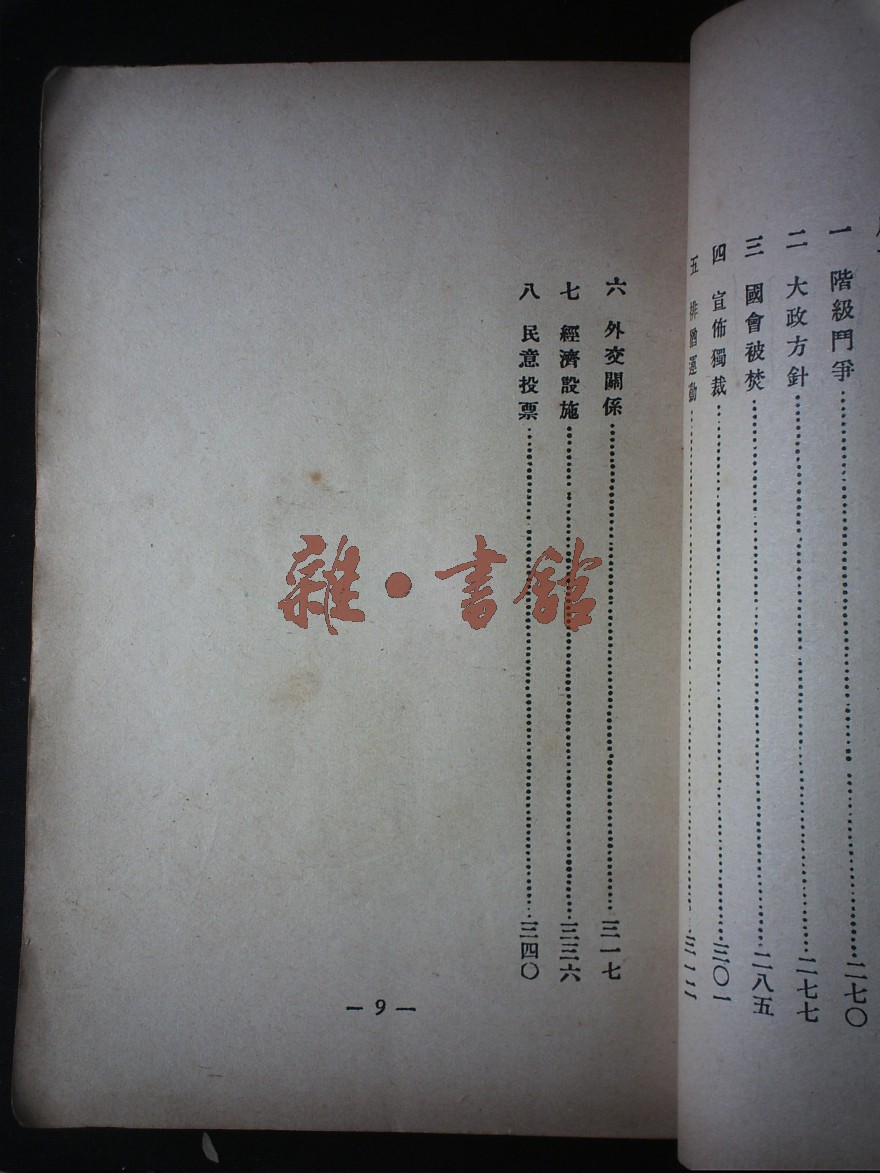 一 階級鬥爭⋯⋯二七〇
二 大政方針⋯⋯二七七
三 國會被焚⋯⋯二八五
四 宣佈獨裁⋯⋯三〇一
五 排猶運動⋯⋯三一二
六 外交關係⋯⋯三一七
七 經濟設施⋯⋯三三六
八 民意投票⋯⋯三四〇
— 9 —
雜·書館